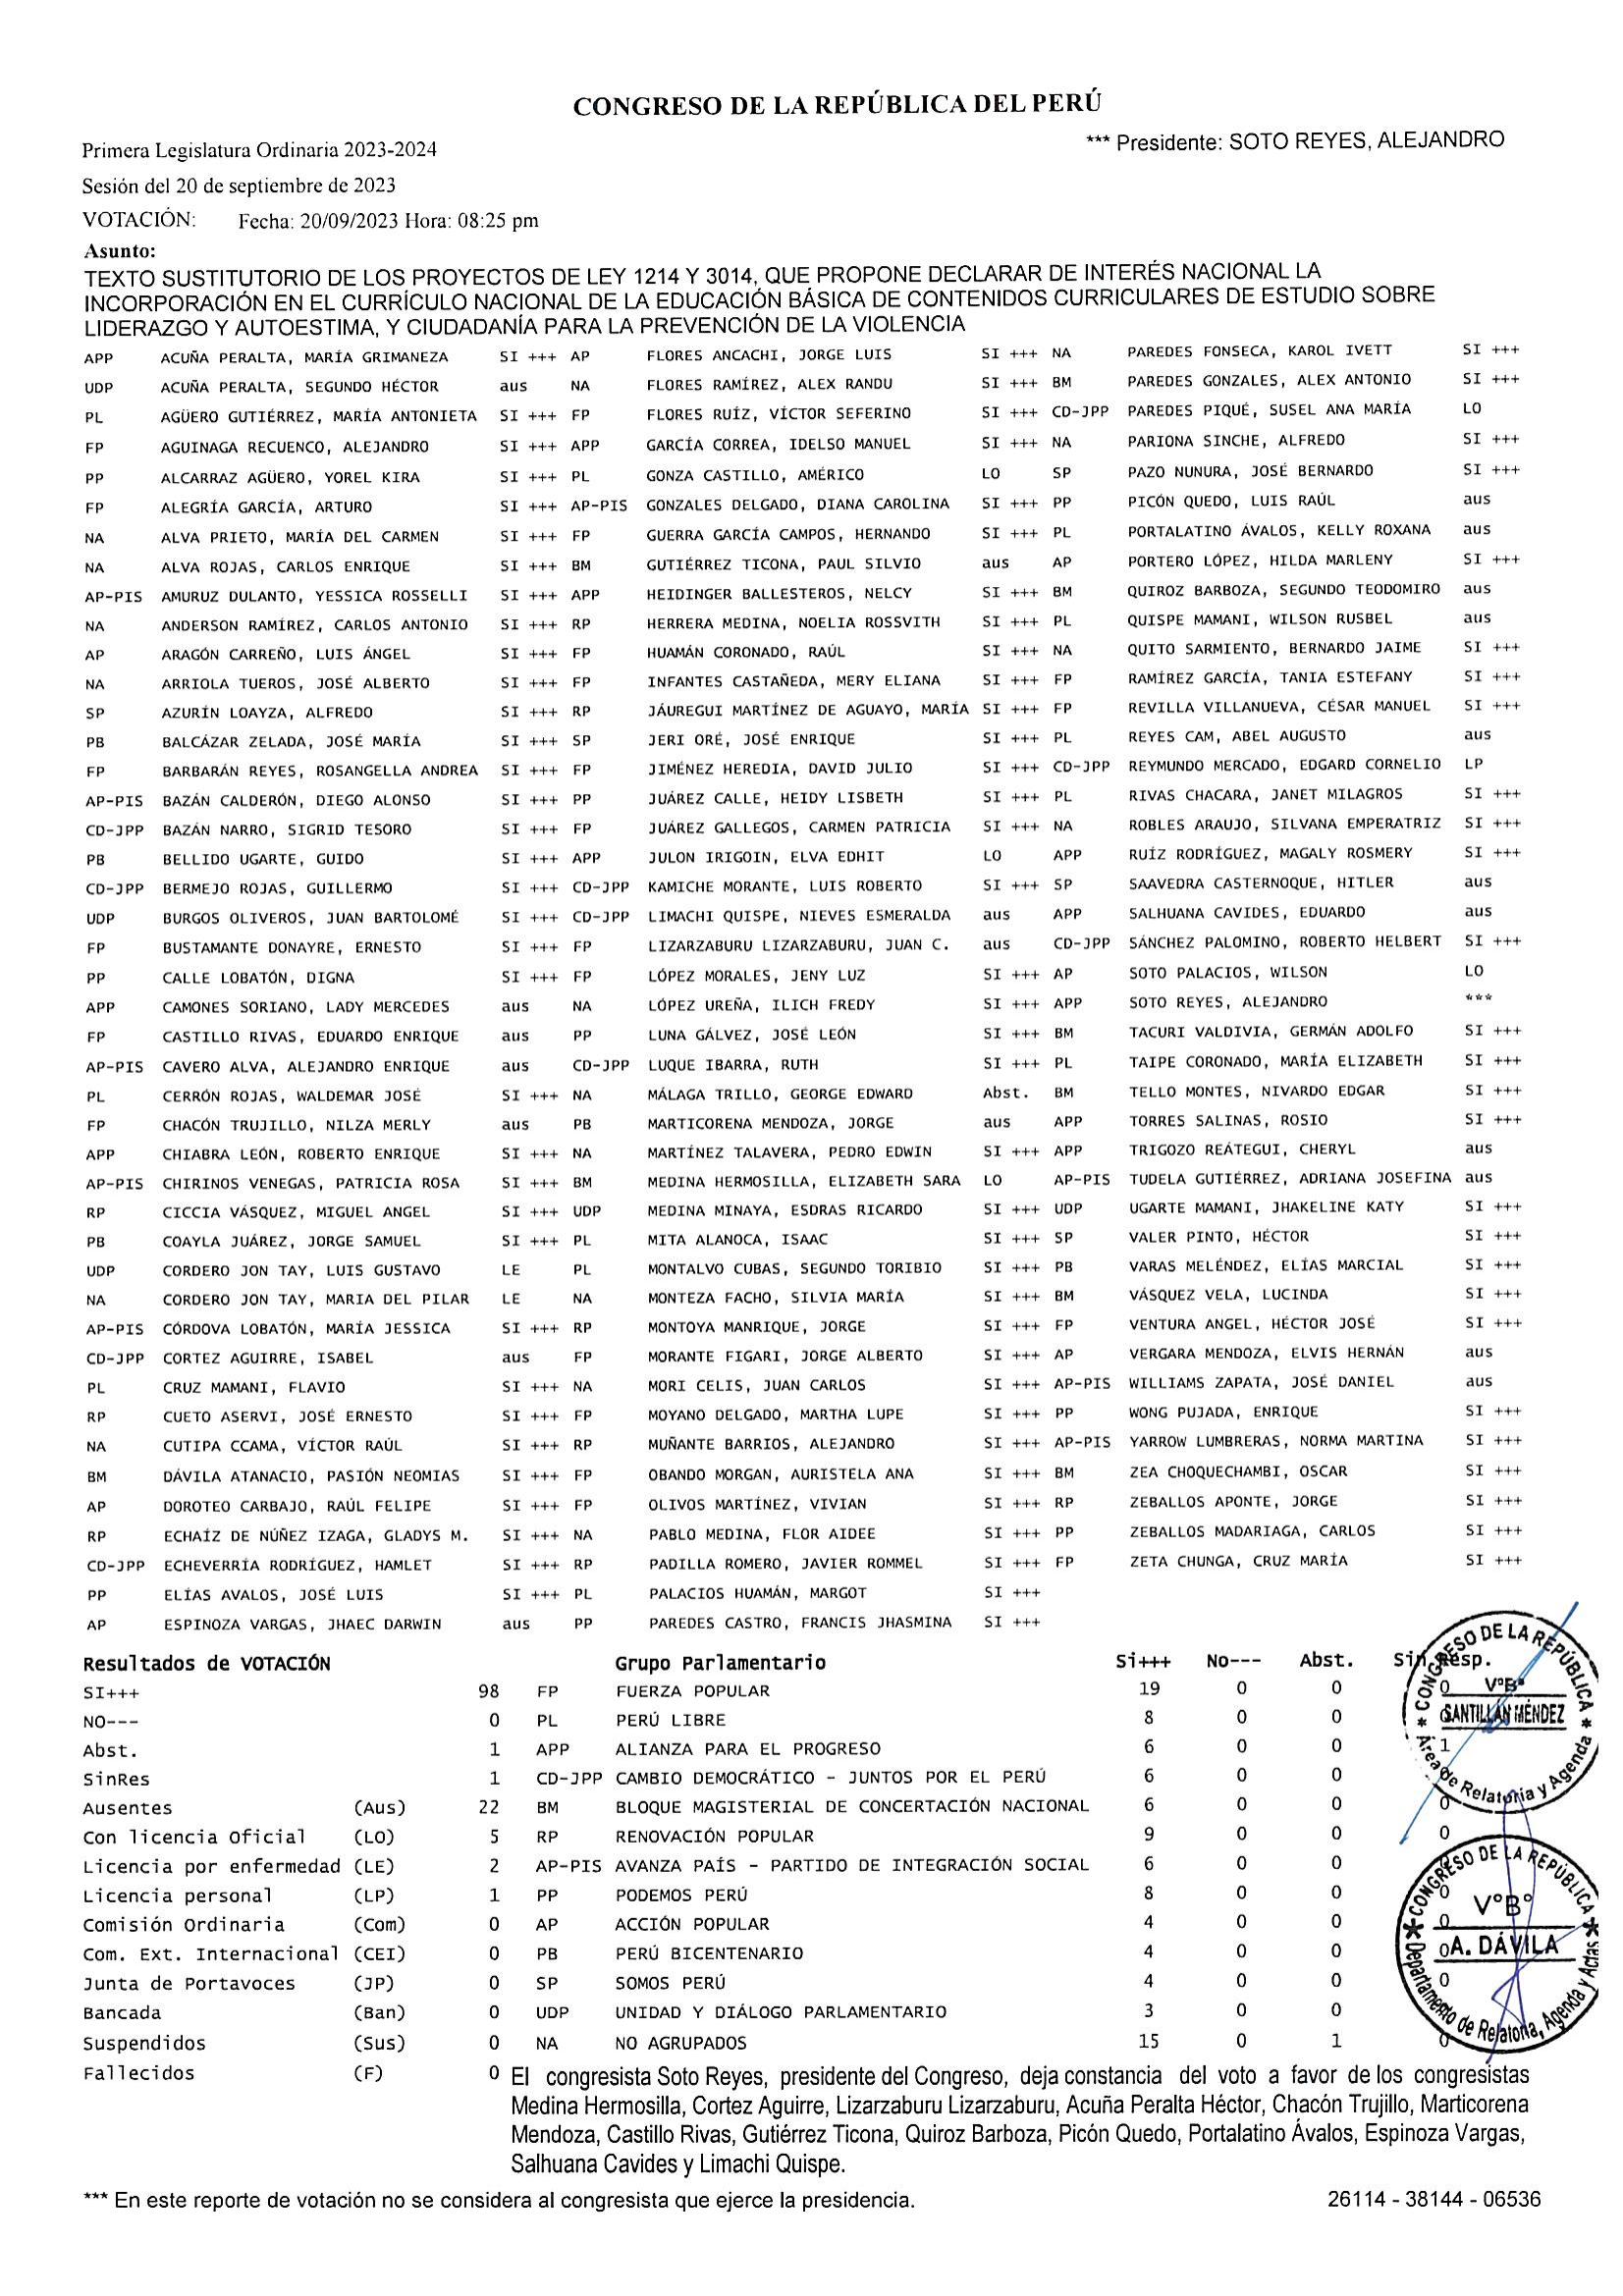 CONGRESO DE LA REPÚBLICA DEL PERÚ
Primera Legislatura Ordinaria 2023-2024
*** Presidente: SOTO REYES, ALEJANDRO
Sesión del 20 de septiembre de 2023
VOTACIÓN: Fecha: 20/09/2023 Hora: 08:25 pm
Asunto:
TEXTO SUSTITUTORIO DE LOS PROYECTOS DE LEY 1214 Y 3014, QUE PROPONE DECLARAR DE INTERÉS NACIONAL LA
INCORPORACIÓN EN EL CURRÍCULO NACIONAL DE LA EDUCACIÓN BÁSICA DE CONTENIDOS CURRICULARES DE ESTUDIO SOBRE
LIDERAZGO Y AUTOESTIMA, Y CIUDADANÍA PARA LA PREVENCIÓN DE LA VIOLENCIA
APP ACUÑA PERALTA, MARÍA GRIMANEZA SI +++ AP FLORES ANCACHI, JORGE LUIS SI +++ NA PAREDES FONSECA, KAROL IVETT SI +++
UDP ACUÑA PERALTA, SEGUNDO HÉCTOR aus NA FLORES RAMÍREZ, ALEX RANDU SI +++ BM PAREDES GONZALES, ALEX ANTONIO SI +++
PL AGÜERO GUTIÉRREZ, MARÍA ANTONIETA SI +++ FP FLORES RUÍZ, VÍCTOR SEFERINO SI +++ CD-JPP PAREDES PIQUÉ, SUSEL ANA MARÍA LO
FP AGUINAGA RECUENCO, ALEJANDRO SI +++ APP GARCÍA CORREA, IDELSO MANUEL SI +++ NA PARIONA SINCHE, ALFREDO SI +++
PP ALCARRAZ AGÜERO, YOREL KIRA SI +++ PL GONZA CASTILLO, AMÉRICO LO SP PAZO NUNURA, JOSÉ BERNARDO SI +++
FP ALEGRÍA GARCÍA, ARTURO SI +++ AP-PIS GONZALES DELGADO, DIANA CAROLINA SI +++ PP PICÓN QUEDO, LUIS RAÚL aus
NA ALVA PRIETO, MARÍA DEL CARMEN SI +++ FP GUERRA GARCÍA CAMPOS, HERNANDO SI +++ PL PORTALATINO ÁVALOS, KELLY ROXANA aus
NA ALVA ROJAS, CARLOS ENRIQUE SI +++ BM GUTIÉRREZ TICONA, PAUL SILVIO aus AP PORTERO LÓPEZ, HILDA MARLENY SI +++
AP-PIS AMURUZ DULANTO, YESSICA ROSSELLI SI +++ APP HEIDINGER BALLESTEROS, NELCY SI +++ BM QUIROZ BARBOZA, SEGUNDO TEODOMIRO aus
NA ANDERSON RAMÍREZ, CARLOS ANTONIO SI +++ RP HERRERA MEDINA, NOELIA ROSSVITH SI +++ PL QUISPE MAMANI, WILSON RUSBEL aus
AP ARAGÓN CARREÑO, LUIS ÁNGEL SI +++ FP HUAMÁN CORONADO, RAÚL SI +++ NA QUITO SARMIENTO, BERNARDO JAIME SI +++
NA ARRIOLA TUEROS, JOSÉ ALBERTO SI +++ FP INFANTES CASTAÑEDA, MERY ELIANA SI +++ FP RAMÍREZ GARCÍA, TANIA ESTEFANY SI +++
SP AZURÍN LOAYZA, ALFREDO SI +++ RP JÁUREGUI MARTÍNEZ DE AGUAYO, MARÍA SI +++ FP REVILLA VILLANUEVA, CÉSAR MANUEL SI +++
PB BALCÁZAR ZELADA, JOSÉ MARÍA SI +++ SP JERI ORÉ, JOSÉ ENRIQUE SI +++ PL REYES CAM, ABEL AUGUSTO aus
FP BARBARÁN REYES, ROSANGELLA ANDREA SI +++ FP JIMÉNEZ HEREDIA, DAVID JULIO SI +++ CD-JPP REYMUNDO MERCADO, EDGARD CORNELIO LP
AP-PIS BAZÁN CALDERÓN, DIEGO ALONSO SI +++ PP JUÁREZ CALLE, HEIDY LISBETH SI +++ PL RIVAS CHACARA, JANET MILAGROS SI +++
CD-JPP BAZÁN NARRO, SIGRID TESORO SI +++ FP JUÁREZ GALLEGOS, CARMEN PATRICIA SI +++ NA ROBLES ARAUJO, SILVANA EMPERATRIZ SI +++
PB BELLIDO UGARTE, GUIDO SI +++ APP JULON IRIGOIN, ELVA EDHIT LO APP RUÍZ RODRÍGUEZ, MAGALY ROSMERY SI +++
CD-JPP BERMEJO ROJAS, GUILLERMO SI +++ CD-JPP KAMICHE MORANTE, LUIS ROBERTO SI +++ SP SAAVEDRA CASTERNOQUE, HITLER aus
UDP BURGOS OLIVEROS, JUAN BARTOLOMÉ SI +++ CD-JPP LIMACHI QUISPE, NIEVES ESMERALDA aus APP SALHUANA CAVIDES, EDUARDO aus
FP BUSTAMANTE DONAYRE, ERNESTO SI +++ FP LIZARZABURU LIZARZABURU, JUAN C. aus CD-JPP SÁNCHEZ PALOMINO, ROBERTO HELBERT SI +++
PP CALLE LOBATÓN, DIGNA SI +++ FP LÓPEZ MORALES, JENY LUZ SI +++ AP SOTO PALACIOS, WILSON LO
APP CAMONES SORIANO, LADY MERCEDES aus NA LÓPEZ UREÑA, ILICH FREDY SI +++ APP SOTO REYES, ALEJANDRO ***
FP CASTILLO RIVAS, EDUARDO ENRIQUE aus PP LUNA GÁLVEZ, JOSÉ LEÓN SI +++ BM TACURI VALDIVIA, GERMÁN ADOLFO SI +++
AP-PIS CAVERO ALVA, ALEJANDRO ENRIQUE aus CD-JPP LUQUE IBARRA, RUTH SI +++ PL TAIPE CORONADO, MARÍA ELIZABETH SI +++
PL CERRÓN ROJAS, WALDEMAR JOSÉ SI +++ NA MÁLAGA TRILLO, GEORGE EDWARD Abst. BM TELLO MONTES, NIVARDO EDGAR SI +++
FP CHACÓN TRUJILLO, NILZA MERLY aus PB MARTICORENA MENDOZA, JORGE aus APP TORRES SALINAS, ROSIO SI +++
APP CHIABRA LEÓN, ROBERTO ENRIQUE SI +++ NA MARTÍNEZ TALAVERA, PEDRO EDWIN SI +++ APP TRIGOZO REÁTEGUI, CHERYL aus
AP-PIS CHIRINOS VENEGAS, PATRICIA ROSA SI +++ BM MEDINA HERMOSILLA, ELIZABETH SARA LO AP-PIS TUDELA GUTIÉRREZ, ADRIANA JOSEFINA aus
RP CICCIA VÁSQUEZ, MIGUEL ANGEL SI +++ UDP MEDINA MINAYA, ESDRAS RICARDO SI +++ UDP UGARTE MAMANI, JHAKELINE KATY SI +++
PB COAYLA JUÁREZ, JORGE SAMUEL SI +++ PL MITA ALANOCA, ISAAC SI +++ SP VALER PINTO, HÉCTOR SI +++
UDP CORDERO JON TAY, LUIS GUSTAVO LE PL MONTALVO CUBAS, SEGUNDO TORIBIO SI +++ PB VARAS MELÉNDEZ, ELÍAS MARCIAL SI +++
NA CORDERO JON TAY, MARIA DEL PILAR LE NA MONTEZA FACHO, SILVIA MARÍA SI +++ BM VÁSQUEZ VELA, LUCINDA SI +++
AP-PIS CÓRDOVA LOBATÓN, MARÍA JESSICA SI +++ RP MONTOYA MANRIQUE, JORGE SI +++ FP VENTURA ANGEL, HÉCTOR JOSÉ SI +++
CD-JPP CORTEZ AGUIRRE, ISABEL aus FP MORANTE FIGARI, JORGE ALBERTO SI +++ AP VERGARA MENDOZA, ELVIS HERNÁN aus
PL CRUZ MAMANI, FLAVIO SI +++ NA MORI CELIS, JUAN CARLOS SI +++ AP-PIS WILLIAMS ZAPATA, JOSÉ DANIEL aus
RP CUETO ASERVI, JOSÉ ERNESTO SI +++ FP MOYANO DELGADO, MARTHA LUPE SI +++ PP WONG PUJADA, ENRIQUE SI +++
NA CUTIPA CCAMA, VÍCTOR RAÚL SI +++ RP MUÑANTE BARRIOS, ALEJANDRO SI +++ AP-PIS YARROW LUMBRERAS, NORMA MARTINA SI +++
BM DÁVILA ATANACIO, PASIÓN NEOMIAS SI +++ FP OBANDO MORGAN, AURISTELA ANA SI +++ BM ZEA CHOQUECHAMBI, OSCAR SI +++
AP DOROTEO CARBAJO, RAÚL FELIPE SI +++ FP OLIVOS MARTÍNEZ, VIVIAN SI +++ RP ZEBALLOS APONTE, JORGE SI +++
RP ECHAÍZ DE NÚÑEZ IZAGA, GLADYS M. SI +++ NA PABLO MEDINA, FLOR AIDEE SI +++ PP ZEBALLOS MADARIAGA, CARLOS SI +++
CD-JPP ECHEVERRÍA RODRÍGUEZ, HAMLET SI +++ RP PADILLA ROMERO, JAVIER ROMMEL SI +++ FP ZETA CHUNGA, CRUZ MARÍA SI +++
PP ELÍAS AVALOS, JOSÉ LUIS SI +++ PL PALACIOS HUAMÁN, MARGOT SI +++
AP ESPINOZA VARGAS, JHAEC DARWIN aus PP PAREDES CASTRO, FRANCIS JHASMINA SI +++
Resultados de VOTACIÓN Grupo Parlamentario Si+++ No--- Abst. Sin Resp.
SI+++ 98 FP FUERZA POPULAR 19 0 0 0
NO--- 0 PL PERÚ LIBRE 8 0 0 0
Abst. 1 APP ALIANZA PARA EL PROGRESO 6 0 0 1
SinRes 1 CD-JPP CAMBIO DEMOCRÁTICO - JUNTOS POR EL PERÚ 6 0 0
Ausentes (Aus) 22 BM BLOQUE MAGISTERIAL DE CONCERTACIÓN NACIONAL 6 0 0 0
Con licencia Oficial (LO) 5 RP RENOVACIÓN POPULAR 9 0 0 0
Licencia por enfermedad (LE) 2 AP-PIS AVANZA PAÍS - PARTIDO DE INTEGRACIÓN SOCIAL 6 0 0
Licencia personal (LP) 1 PP PODEMOS PERÚ 8 0 0 0
Comisión Ordinaria (Com) 0 AP ACCIÓN POPULAR 4 0 0 0
Com. Ext. Internacional (CEI) 0 PB PERÚ BICENTENARIO 4 0 0 0
Junta de Portavoces (JP) 0 SP SOMOS PERÚ 4 0 0 0
Bancada (Ban) 0 UDP UNIDAD Y DIÁLOGO PARLAMENTARIO 3 0 0
Suspendidos (Sus) 0 NA NO AGRUPADOS 15 0 1 0
Fallecidos (F) 0
CONGRESO DE LA REPÚBLICA
V°B°
SANTILLÁN MÉNDEZ
Área de Relatoría y Agenda
CONGRESO DE LA REPÚBLICA
V°B°
A. DÁVILA
Departamento de Relatoría, Agenda y Actas
El congresista Soto Reyes, presidente del Congreso, deja constancia del voto a favor de los congresistas
Medina Hermosilla, Cortez Aguirre, Lizarzaburu Lizarzaburu, Acuña Peralta Héctor, Chacón Trujillo, Marticorena
Mendoza, Castillo Rivas, Gutiérrez Ticona, Quiroz Barboza, Picón Quedo, Portalatino Ávalos, Espinoza Vargas,
Salhuana Cavides y Limachi Quispe.
*** En este reporte de votación no se considera al congresista que ejerce la presidencia.
26114 - 38144 - 06536